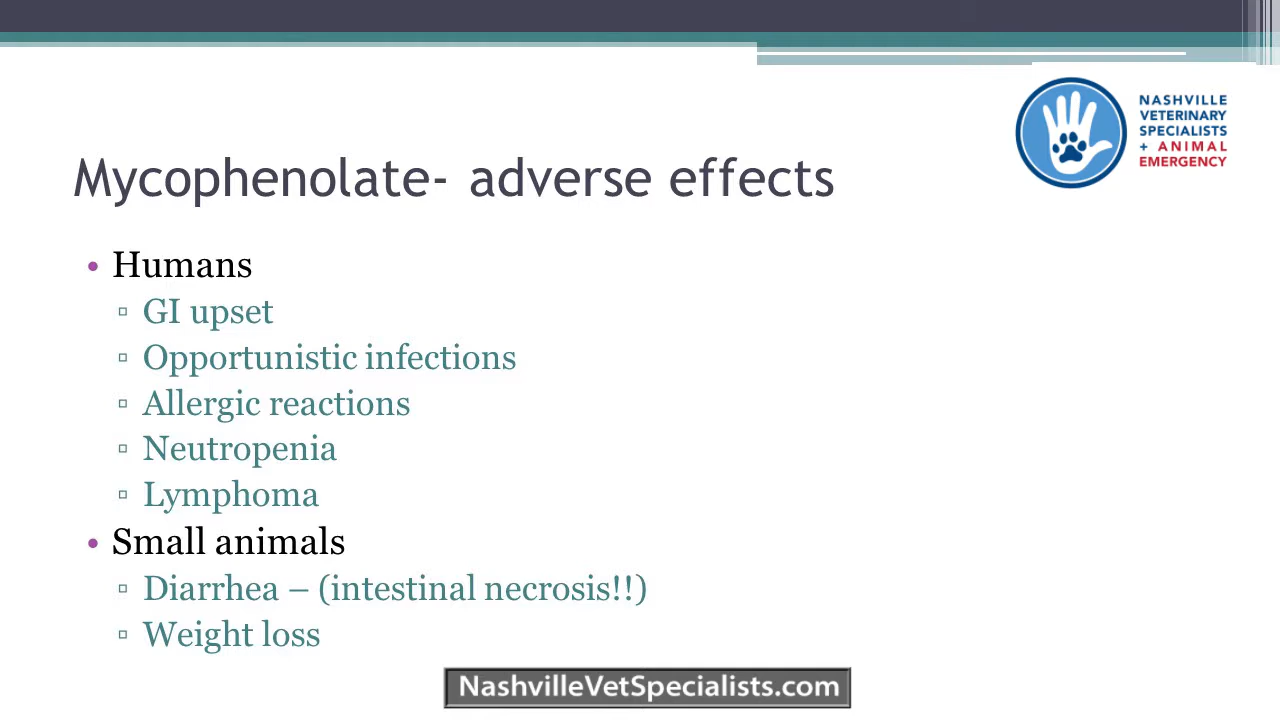 NASHVILLE
VETERINARY
SPECIALISTS
+ ANIMAL
EMERGENCY
Mycophenolate- adverse effects
• Humans
▫ GI upset
▫ Opportunistic infections
▫ Allergic reactions
▫ Neutropenia
▫ Lymphoma
• Small animals
▫ Diarrhea – (intestinal necrosis!!)
▫ Weight loss
NashvilleVetSpecialists.com